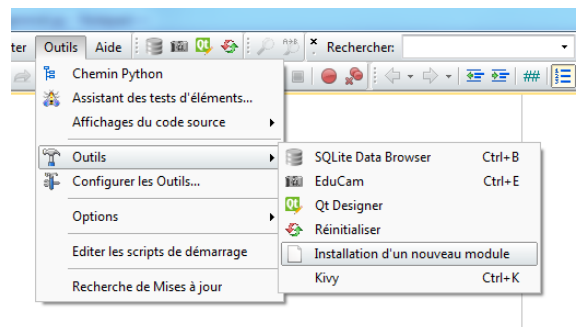 ter Outils Aide Rechercher:
Chemin Python
Assistant des tests d'éléments...
Affichages du code source
Outils
Configurer les Outils...
Options
Editer les scripts de démarrage
Recherche de Mises à jour
SQLite Data Browser Ctrl+B
EduCam Ctrl+E
Qt Designer
Réinitialiser
Installation d'un nouveau module
Kivy Ctrl+K